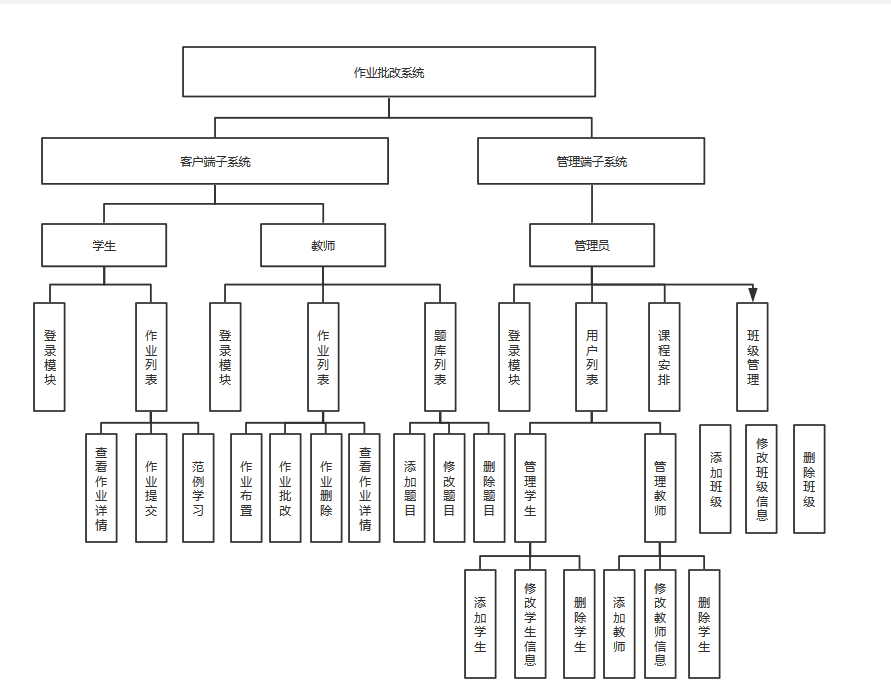 作业批改系统
客户端子系统
管理端子系统
学生
教师
管理员
登录模块
作业列表
登录模块
作业列表
题库列表
登录模块
用户列表
课程安排
班级管理
查看作业详情
作业提交
范例学习
作业布置
作业批改
作业删除
查看作业详情
添加题目
修改题目
删除题目
管理学生
管理教师
添加班级
修改班级信息
删除班级
添加学生
修改学生信息
删除学生
添加教师
修改教师信息
删除学生